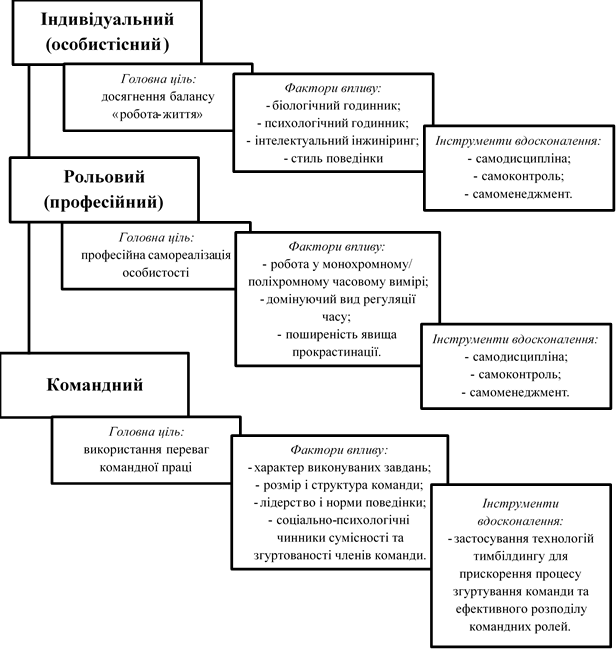 Індивідуальний
(особистісний)
Головна ціль:
досягнення балансу
«робота-життя»
Фактори впливу:
- біологічний годинник;
- психологічний годинник;
- інтелектуальний інжиніринг;
- стиль поведінки
Інструменти вдосконалення:
- самодисципліна;
- самоконтроль;
- самоменеджмент.
Рольовий
(професійний)
Головна ціль:
професійна самореалізація
особистості
Фактори впливу:
- робота у монохромному/
поліхромному часовому вимірі;
- домінуючий вид регуляції
часу;
- поширеність явища
прокрастинації.
Інструменти вдосконалення:
- самодисципліна;
- самоконтроль;
- самоменеджмент.
Командний
Головна ціль:
використання переваг
командної праці
Фактори впливу:
- характер виконуваних завдань;
- розмір і структура команди;
- лідерство і норми поведінки;
- соціально-психологічні
чинники сумісності та
згуртованості членів команди.
Інструменти
вдосконалення:
- застосування технологій
тимбілдингу для
прискорення процесу
згуртування команди та
ефективного розподілу
командних ролей.